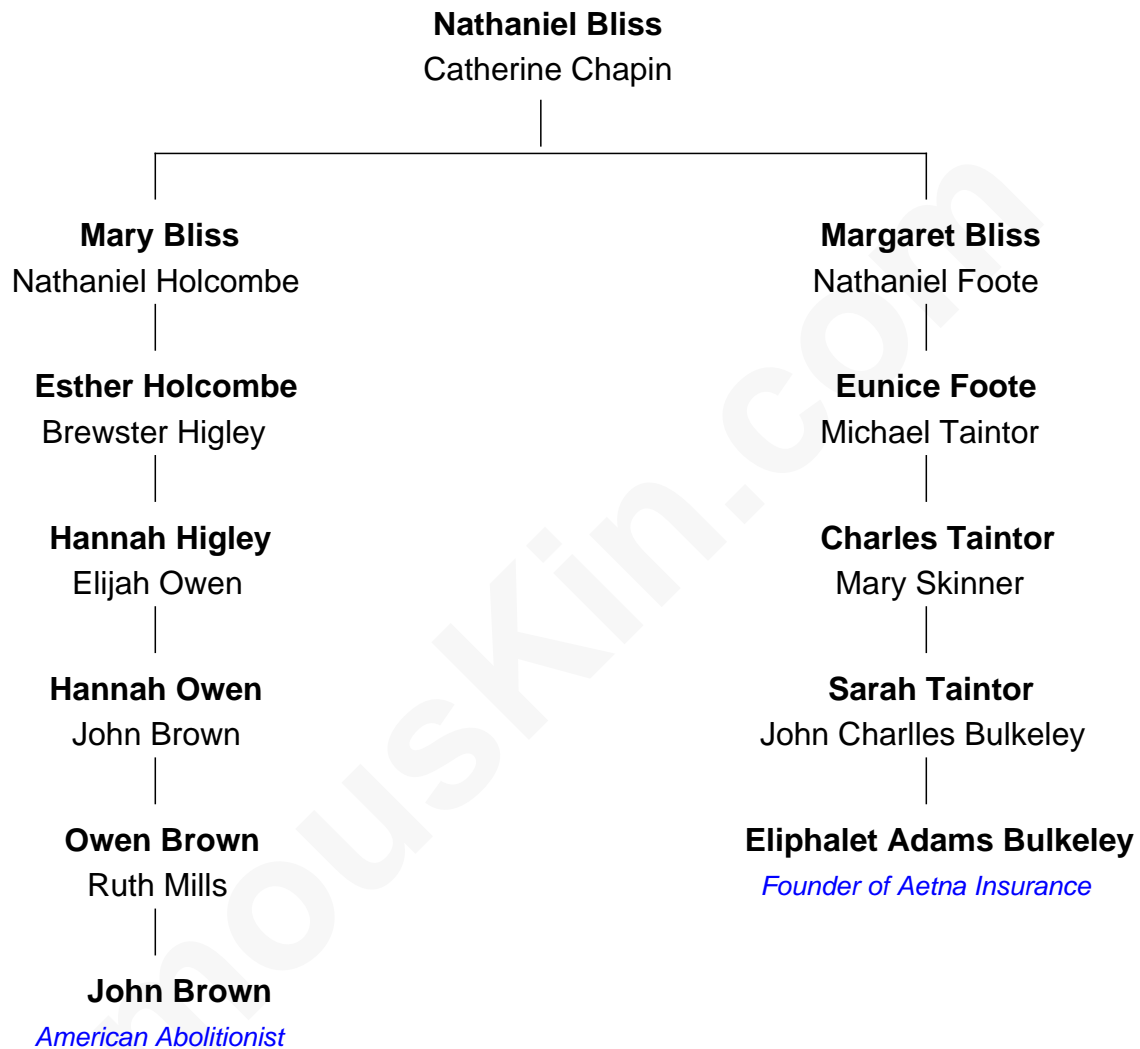 Nathaniel Bliss
Catherine Chapin
Mary Bliss
Nathaniel Holcombe
Margaret Bliss
Nathaniel Foote
Esther Holcombe
Brewster Higley
Eunice Foote
Michael Taintor
Hannah Higley
Elijah Owen
Charles Taintor
Mary Skinner
Hannah Owen
John Brown
Sarah Taintor
John Charlles Bulkeley
Owen Brown
Ruth Mills
Eliphalet Adams Bulkeley
Founder of Aetna Insurance
John Brown
American Abolitionist
mousKin.com